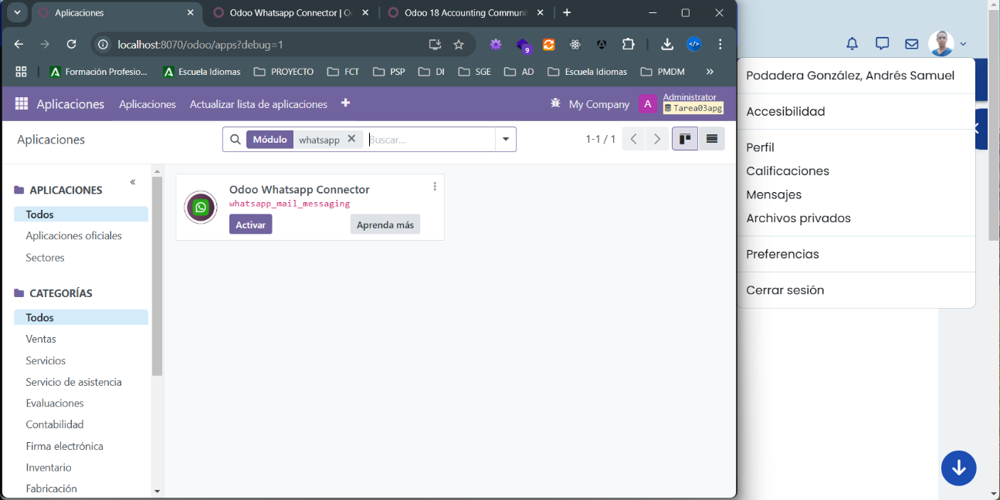 Aplicaciones
Odoo Whatsapp Connector | O
Odoo 18 Accounting Communi
localhost:8070/odoo/apps?debug=1
9
Formación Profesio...
Escuela Idiomas
PROYECTO
FCT
PSP
DI
SGE
AD
Escuela Idiomas
PMDM
»
Aplicaciones
Aplicaciones
Actualizar lista de aplicaciones
My Company
A
Administrator
Tarea03apg
Aplicaciones
Módulo
whatsapp
Buscar...
1-1 / 1
APLICACIONES
Todos
Aplicaciones oficiales
Sectores
CATEGORÍAS
Todos
Ventas
Servicios
Servicio de asistencia
Evaluaciones
Contabilidad
Firma electrónica
Inventario
Fabricación
Odoo Whatsapp Connector
whatsapp_mail_messaging
Activar
Aprenda más
Podadera González, Andrés Samuel
Accesibilidad
Perfil
Calificaciones
Mensajes
Archivos privados
Preferencias
Cerrar sesión